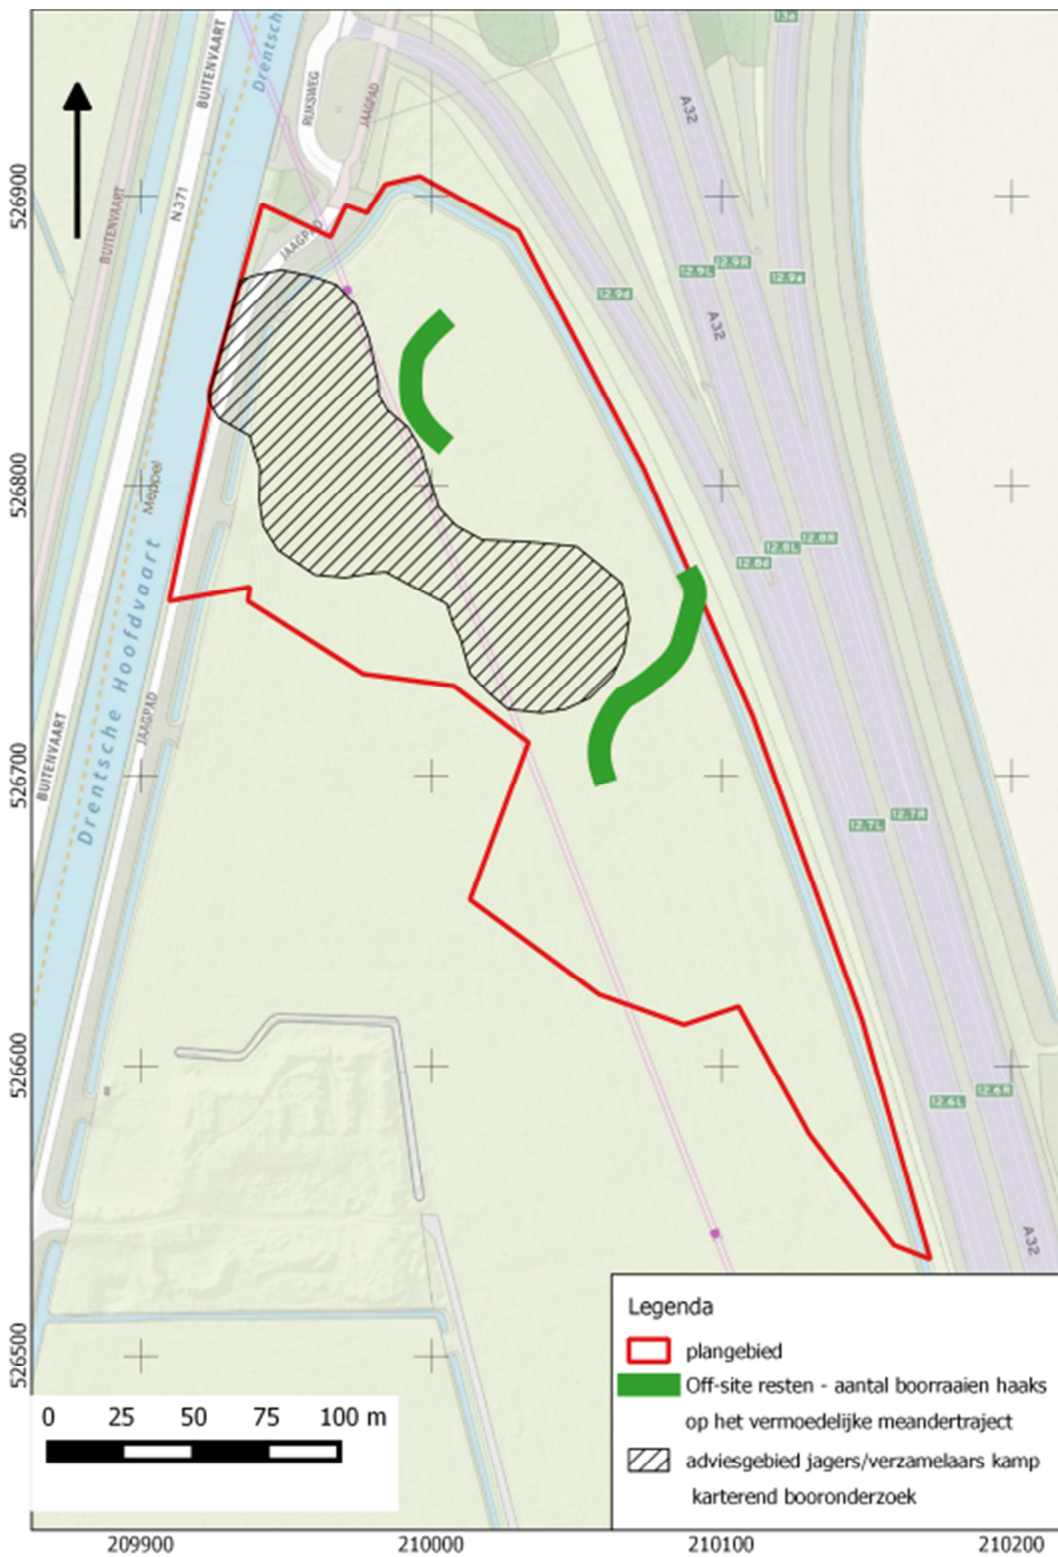 Drentsch
BUITENVAART
RIJKSWEG
JAAGPAD
13a
A32
526900
BUITENVAART
N371
JAAGPAD
12.9L
12.9R
12.9a
12.9d
A32
526800
Meppel
12.8d
12.8L
12.8R
Drentsche Hoofdvaart
JAAGPAD
BUITENVAART
526700
12.7L
12.7R
526600
12.6L
12.6R
A32
526500
Legenda
plangebied
Off-site resten - aantal boorraaien haaks
op het vermoedelijke meandertraject
adviesgebied jagers/verzamelaars kamp
karterend booronderzoek
0 25 50 75 100 m
209900 210000 210100 210200